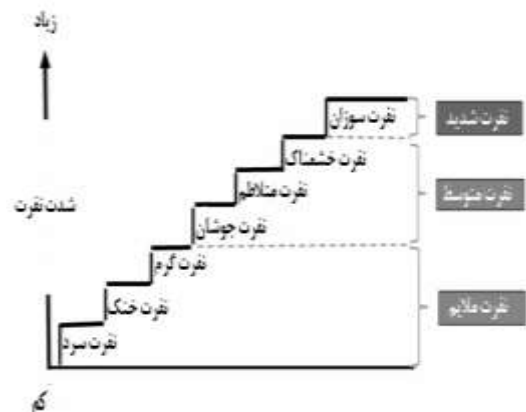 زیاد
نفرت سوزان
نفرت شدید
نفرت خشمناک
نفرت متلاطم
نفرت متوسط
شدت نفرت
نفرت جوشان
نفرت گرم
نفرت خنک
نفرت ملایم
نفرت سرد
کم